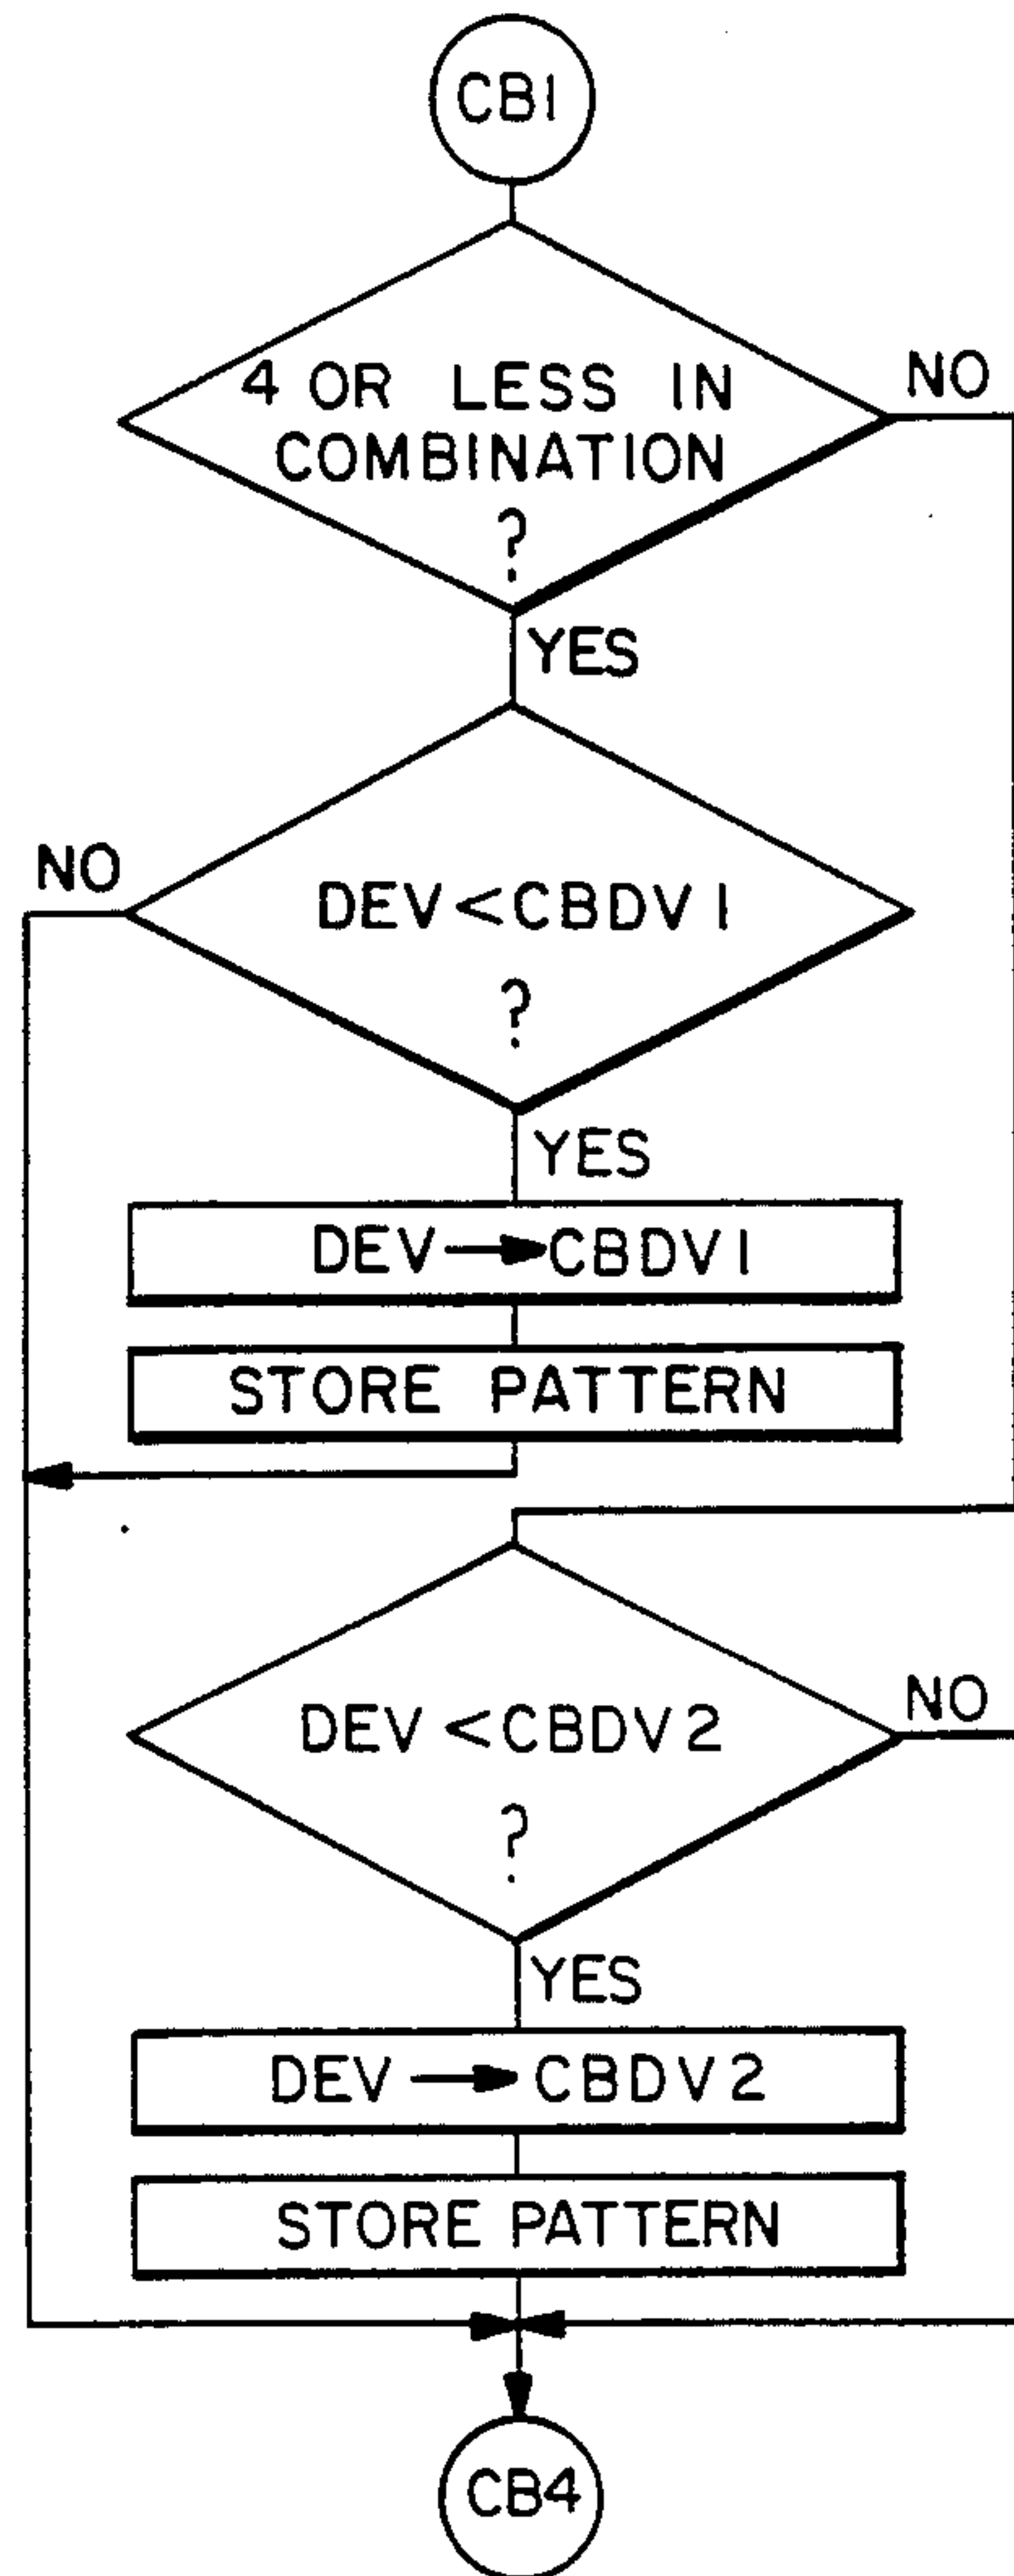 CB1
4 OR LESS IN
NO
COMBINATION
?
YES
NO
DEV<CBDV1
?
YES
DEV→CBDV1
STORE PATTERN
DEV<CBDV2
NO
?
YES
DEV→CBDV2
STORE PATTERN
CB4